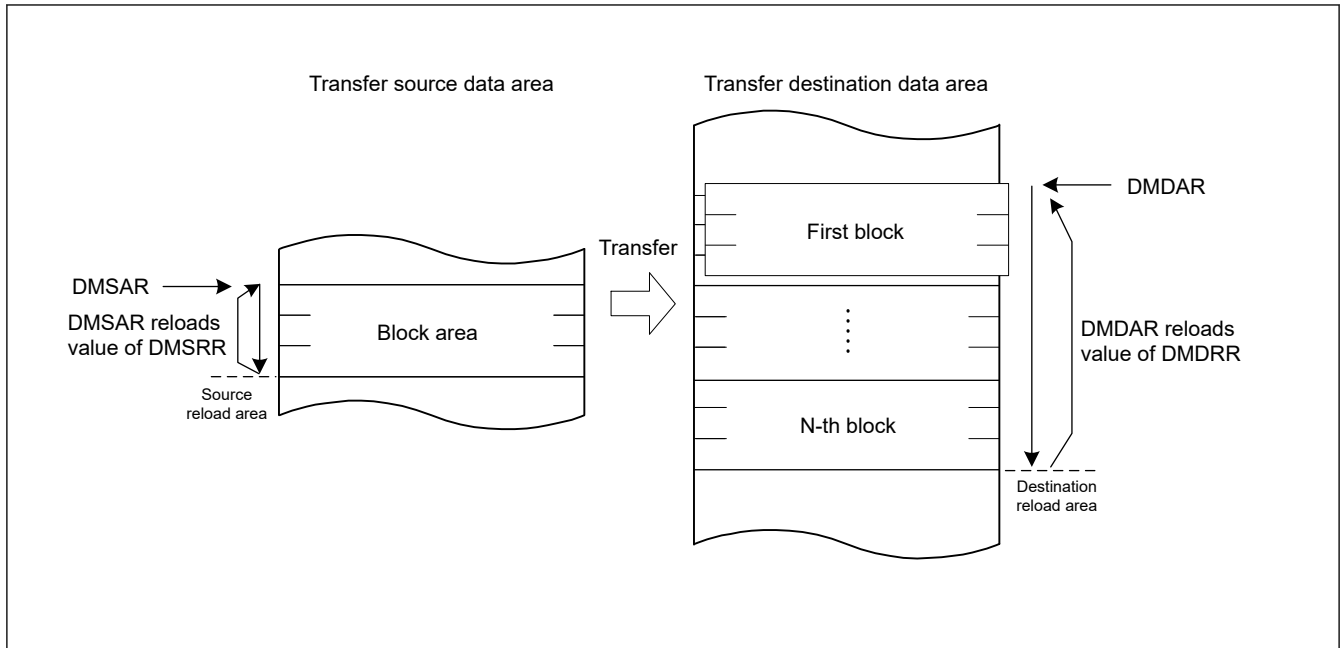 Transfer source data area
Transfer destination data area
DMDAR
First block
Transfer
DMSAR
DMSAR reloads
value of DMSRR
Block area
DMDAR reloads
value of DMDRR
Source
reload area
N-th block
Destination
reload area